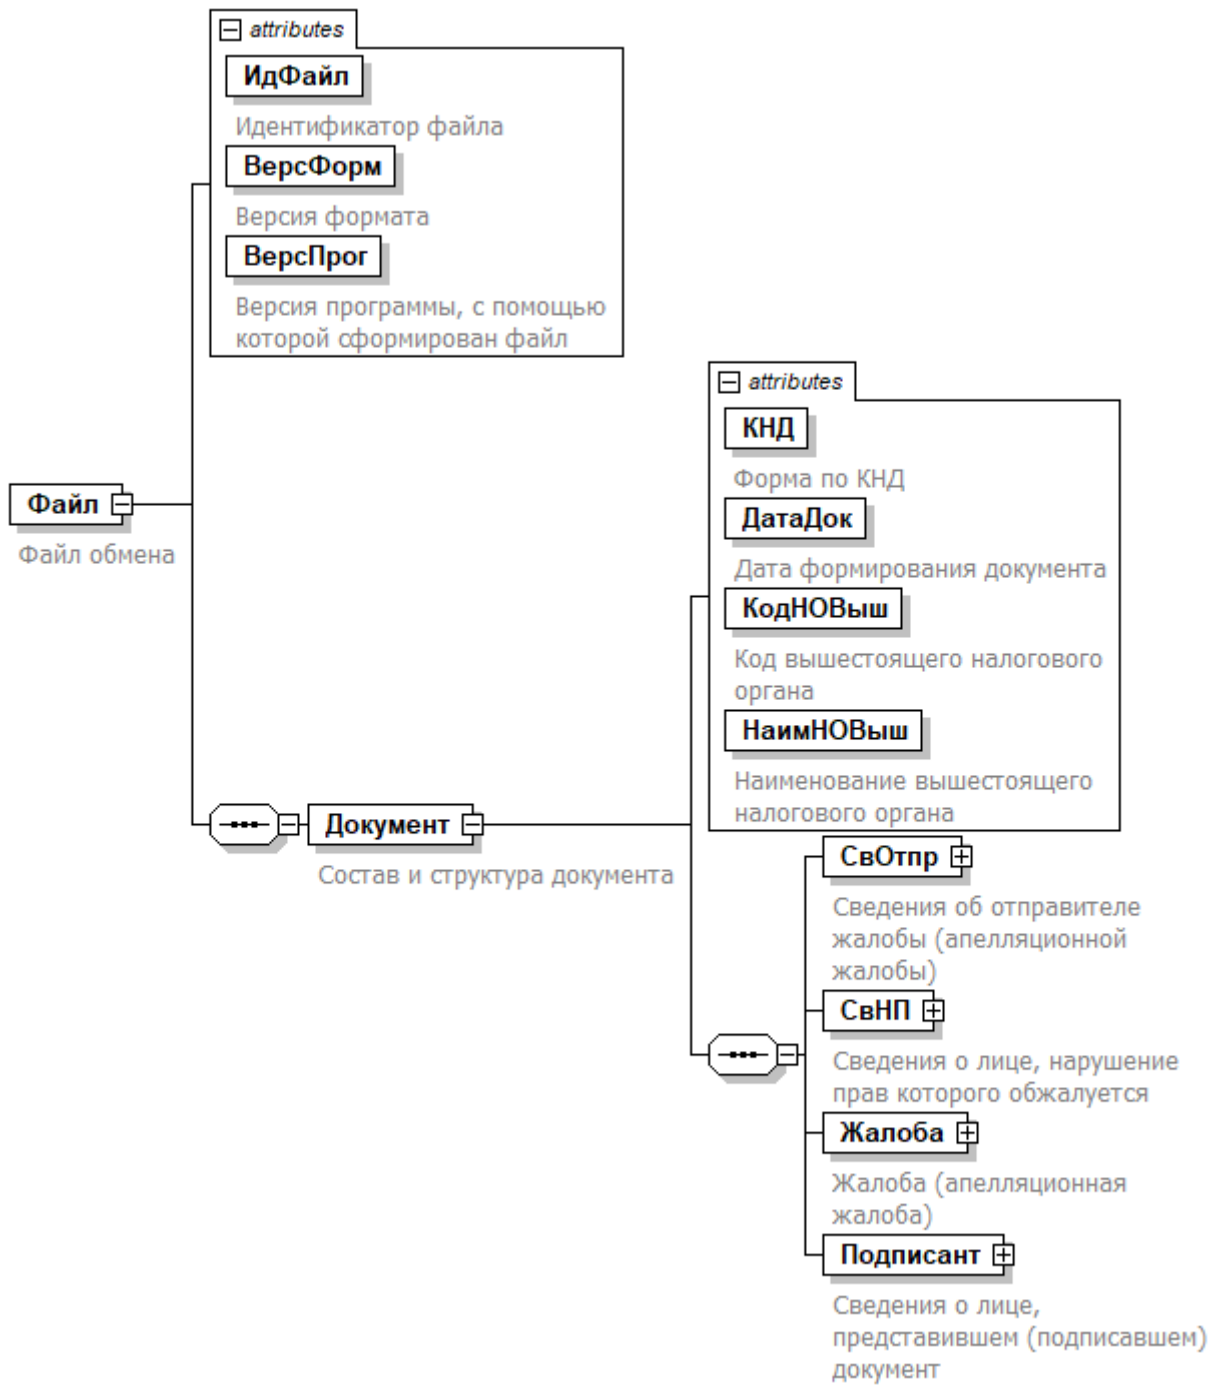 attributes
ИдФайл
Идентификатор файла
ВерсФорм
Версия формата
ВерсПрог
Версия программы, с помощью
которой сформирован файл
Файл
Файл обмена
Документ
Состав и структура документа
attributes
КНД
Форма по КНД
ДатаДок
Дата формирования документа
КодНОВыш
Код вышестоящего налогового
органа
НаимНОВыш
Наименование вышестоящего
налогового органа
СвОтпр
Сведения об отправителе
жалобы (апелляционной
жалобы)
СвНП
Сведения о лице, нарушение
прав которого обжалуется
Жалоба
Жалоба (апелляционная
жалоба)
Подписант
Сведения о лице,
представившем (подписавшем)
документ